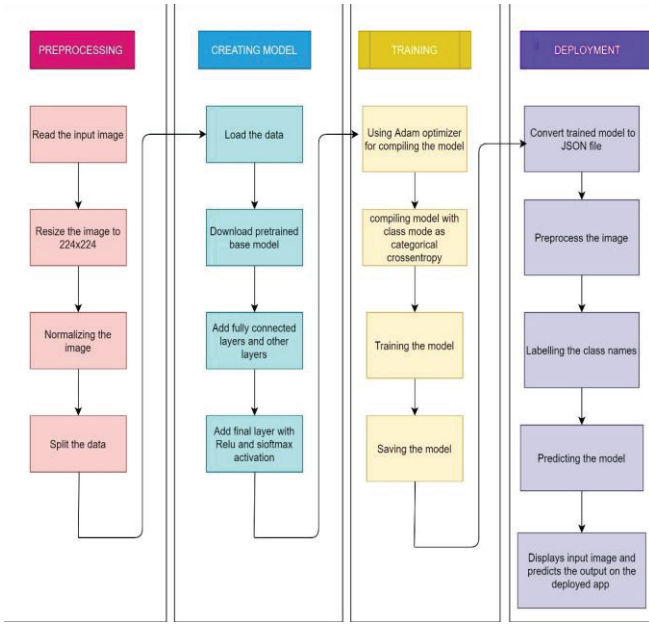 PREPROCESSING
Read the input image
Resize the image to
224x224
Normalizing the
image
Split the data
CREATING MODEL
Load the data
Download pretrained
base model
Add fully connected
layers and other
layers
Add final layer with
Relu and sioftmax
activation
TRAINING
Using Adam optimizer
for compiling the model
compiling model with
class mode as
categorical
crossentropy
Training the model
Saving the model
DEPLOYMENT
Convert trained model to
JSON file
Preprocess the image
Labelling the class names
Predicting the model
Displays input image and
predicts the output on the
deployed app